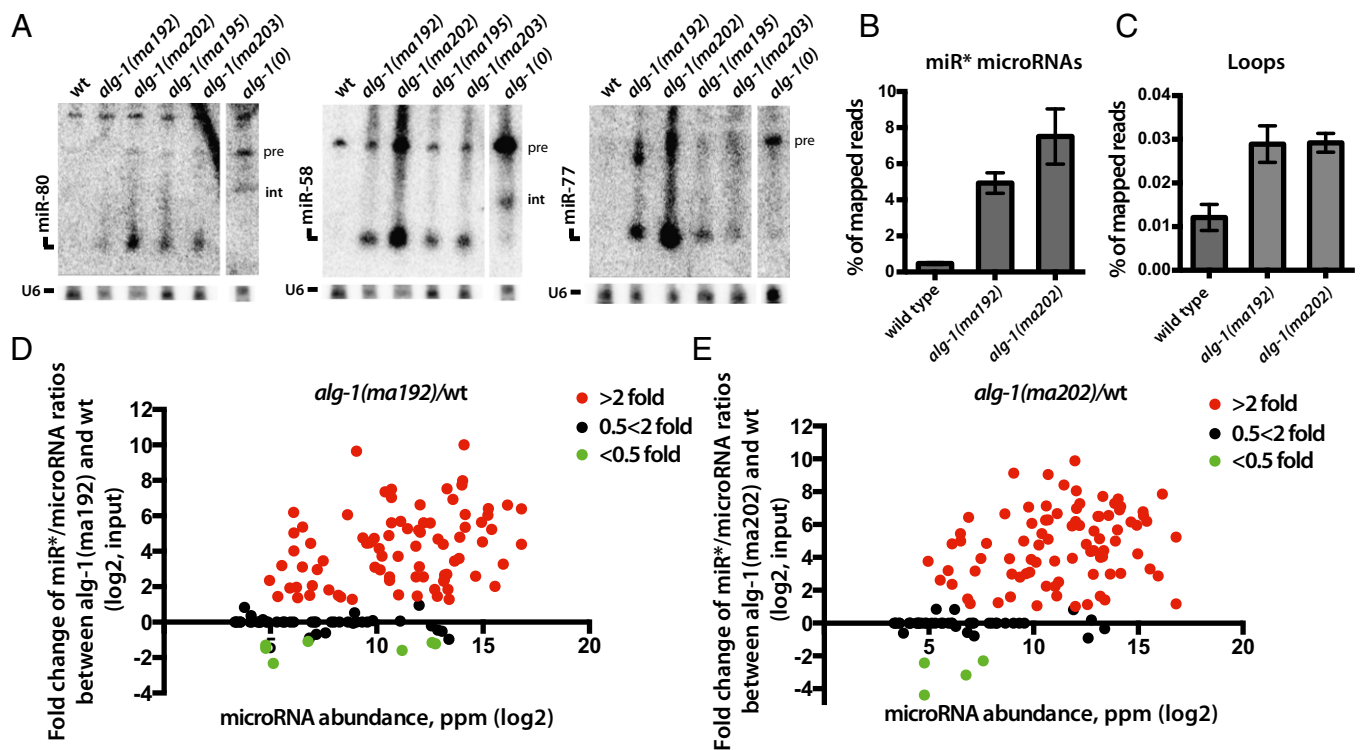 A
wt
alg-1(ma192)
alg-1(ma202)
alg-1(ma195)
alg-1(ma203)
alg-1(0)
miR-80
pre
int
U6
wt
alg-1(ma192)
alg-1(ma202)
alg-1(ma195)
alg-1(ma203)
alg-1(0)
miR-58
pre
int
U6
wt
alg-1(ma192)
alg-1(ma202)
alg-1(ma195)
alg-1(ma203)
alg-1(0)
miR-77
pre
U6
B
miR* microRNAs
% of mapped reads
10
8
6
4
2
0
wild type
alg-1(ma192)
alg-1(ma202)
C
Loops
% of mapped reads
0.04
0.03
0.02
0.01
0.00
wild type
alg-1(ma192)
alg-1(ma202)
D
alg-1(ma192)/wt
Fold change of miR*/microRNA ratios
between alg-1(ma192) and wt
(log2, input)
12
10
8
6
4
2
0
-2
-4
5
10
15
20
microRNA abundance, ppm (log2)
>2 fold
0.5<2 fold
<0.5 fold
E
alg-1(ma202)/wt
Fold change of miR*/microRNA ratios
between alg-1(ma202) and wt
(log2, input)
12
10
8
6
4
2
0
-2
-4
5
10
15
20
microRNA abundance, ppm (log2)
>2 fold
0.5<2 fold
<0.5 fold